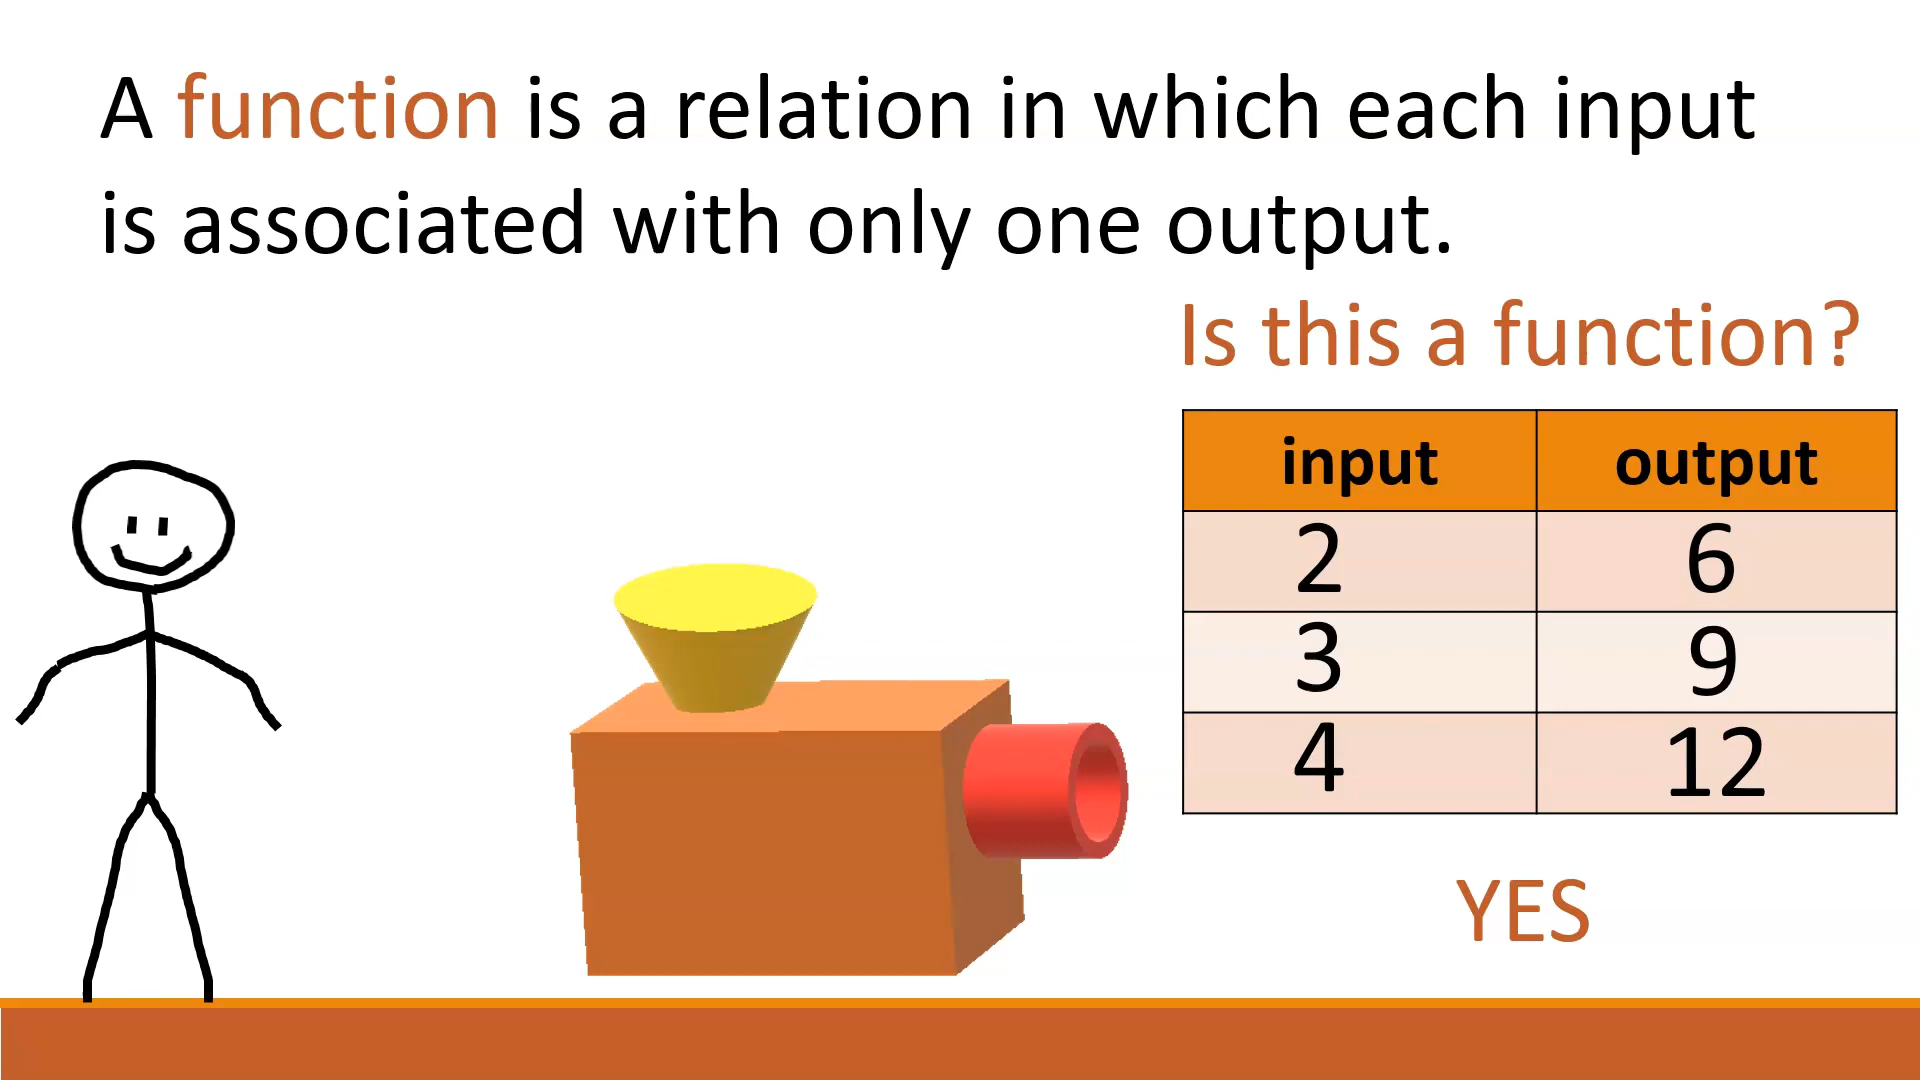 A function is a relation in which each input
is associated with only one output.
Is this a function?
input output
2 6
3 9
4 12
YES